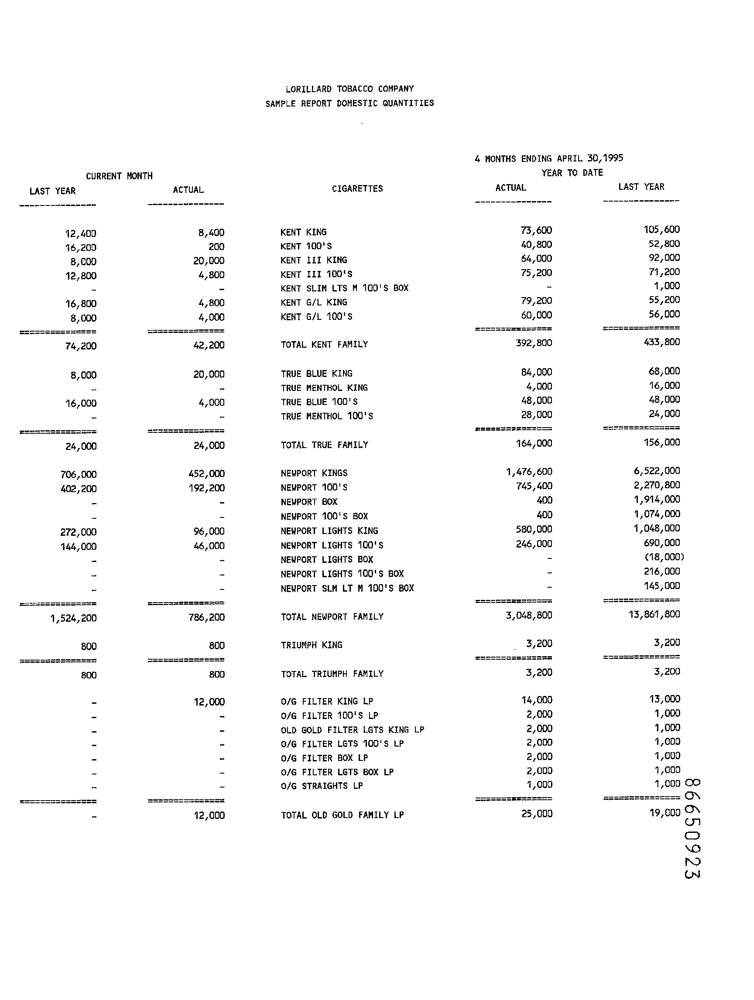 LORILLARD TOBACCO COMPANY
SAMPLE REPORT DOMESTIC QUANTITIES
4 MONTHS ENDING APRIL 30,1995
CURRENT MONTH YEAR TO DATE
LAST YEAR ACTUAL CIGARETTES ACTUAL LAST YEAR
--------------- --------------- --------------- ---------------
12,400 8,400 KENT KING 73,600 105,600
16,200 200 KENT 100'S 40,800 52,800
8,000 20,000 KENT III KING 64,000 92,000
12,800 4,800 KENT III 100'S 75,200 71,200
- - KENT SLIM LTS M 100'S BOX - 1,000
16,800 4,800 KENT G/L KING 79,200 55,200
8,000 4,000 KENT G/L 100'S 60,000 56,000
=============== =============== =============== ===============
74,200 42,200 TOTAL KENT FAMILY 392,800 433,800
8,000 20,000 TRUE BLUE KING 84,000 68,000
- - TRUE MENTHOL KING 4,000 16,000
16,000 4,000 TRUE BLUE 100'S 48,000 48,000
- - TRUE MENTHOL 100'S 28,000 24,000
=============== =============== =============== ===============
24,000 24,000 TOTAL TRUE FAMILY 164,000 156,000
706,000 452,000 NEWPORT KINGS 1,476,600 6,522,000
402,200 192,200 NEWPORT 100'S 745,400 2,270,800
- - NEWPORT BOX 400 1,914,000
- - NEWPORT 100'S BOX 400 1,074,000
272,000 96,000 NEWPORT LIGHTS KING 580,000 1,048,000
144,000 46,000 NEWPORT LIGHTS 100'S 246,000 690,000
- - NEWPORT LIGHTS BOX - (18,000)
- - NEWPORT LIGHTS 100'S BOX - 216,000
- - NEWPORT SLM LT M 100'S BOX - 145,000
=============== =============== =============== ===============
1,524,200 786,200 TOTAL NEWPORT FAMILY 3,048,800 13,861,800
800 800 TRIUMPH KING 3,200 3,200
=============== =============== =============== ===============
800 800 TOTAL TRIUMPH FAMILY 3,200 3,200
- 12,000 O/G FILTER KING LP 14,000 13,000
- - O/G FILTER 100'S LP 2,000 1,000
- - OLD GOLD FILTER LGTS KING LP 2,000 1,000
- - O/G FILTER LGTS 100'S LP 2,000 1,000
- - O/G FILTER BOX LP 2,000 1,000
- - O/G FILTER LGTS BOX LP 2,000 1,000
- - O/G STRAIGHTS LP 1,000 1,000
=============== =============== =============== ===============
- 12,000 TOTAL OLD GOLD FAMILY LP 25,000 19,000
86650923